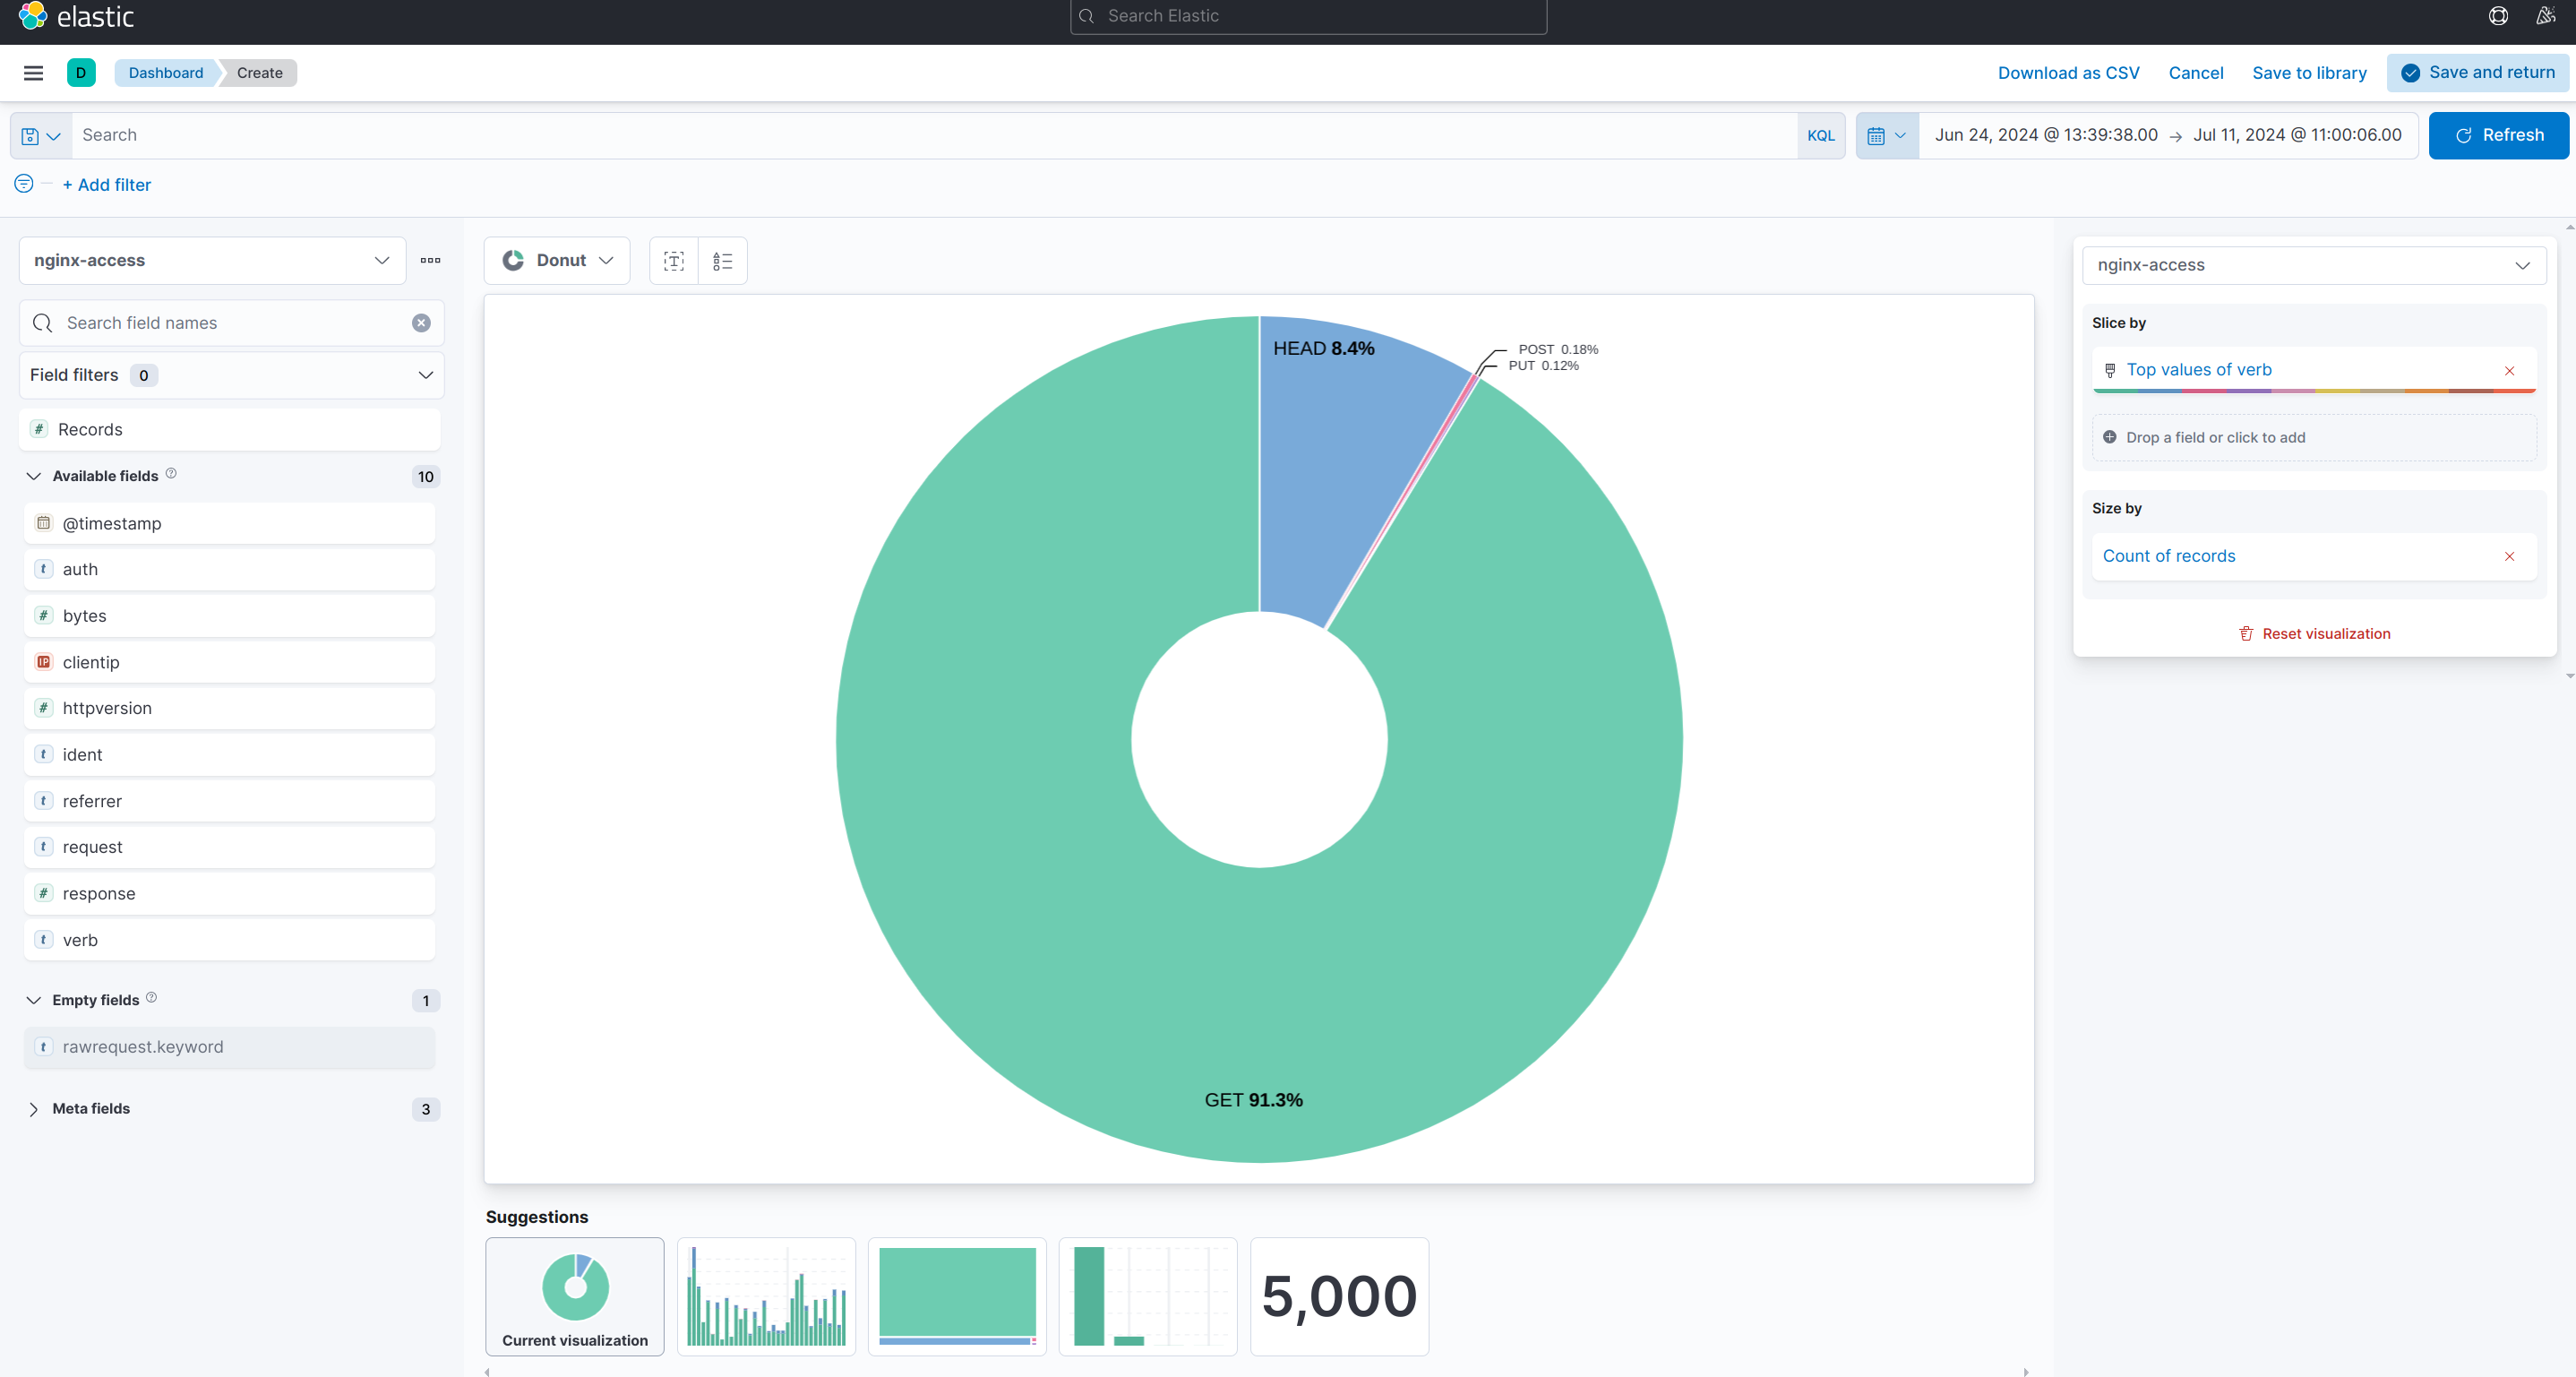 elastic
Search Elastic
D
Dashboard
Create
Download as CSV
Cancel
Save to library
Save and return
Search
KQL
Jun 24, 2024 @ 13:39:38.00 → Jul 11, 2024 @ 11:00:06.00
Refresh
+ Add filter
nginx-access
Search field names
Field filters 0
# Records
Available fields 10
@timestamp
t auth
# bytes
IP clientip
# httpversion
t ident
t referrer
t request
# response
t verb
Empty fields 1
t rawrequest.keyword
Meta fields 3
Donut
HEAD 8.4%
POST 0.18%
PUT 0.12%
GET 91.3%
Suggestions
Current visualization
5,000
nginx-access
Slice by
Top values of verb
Drop a field or click to add
Size by
Count of records
Reset visualization